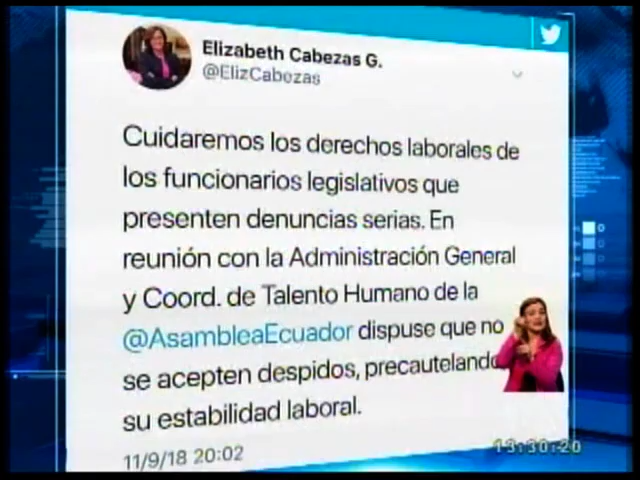 Elizabeth Cabezas G.
@ElizCabezas
Cuidaremos los derechos laborales de
los funcionarios legislativos que
presenten denuncias serias. En
reunión con la Administración General
y Coord. de Talento Humano de la
@AsambleaEcuador dispuse que no
se acepten despidos, precautelando
su estabilidad laboral.
11/9/18 20:02
13:30:20